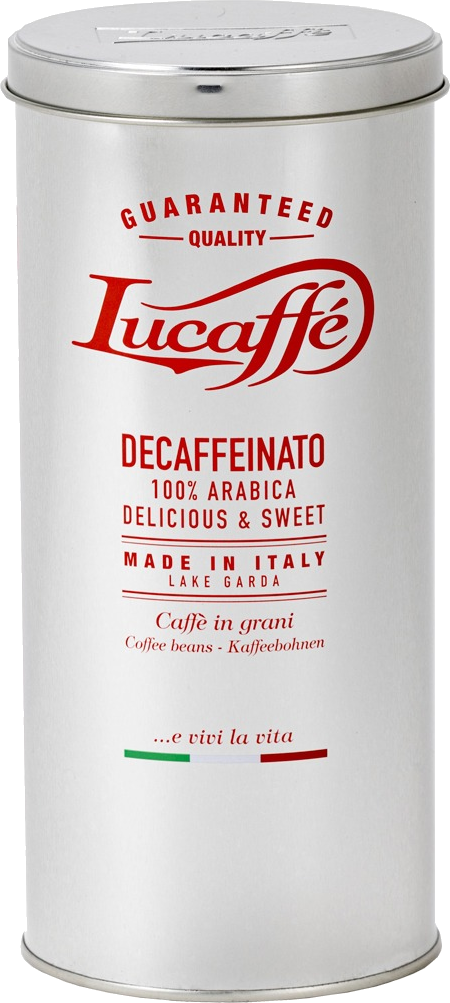 Lucaffé
GUARANTEED
QUALITY
Lucaffé
DECAFFEINATO
100% ARABICA
DELICIOUS & SWEET
MADE IN ITALY
LAKE GARDA
Caffè in grani
Coffee beans - Kaffeebohnen
...e vivi la vita